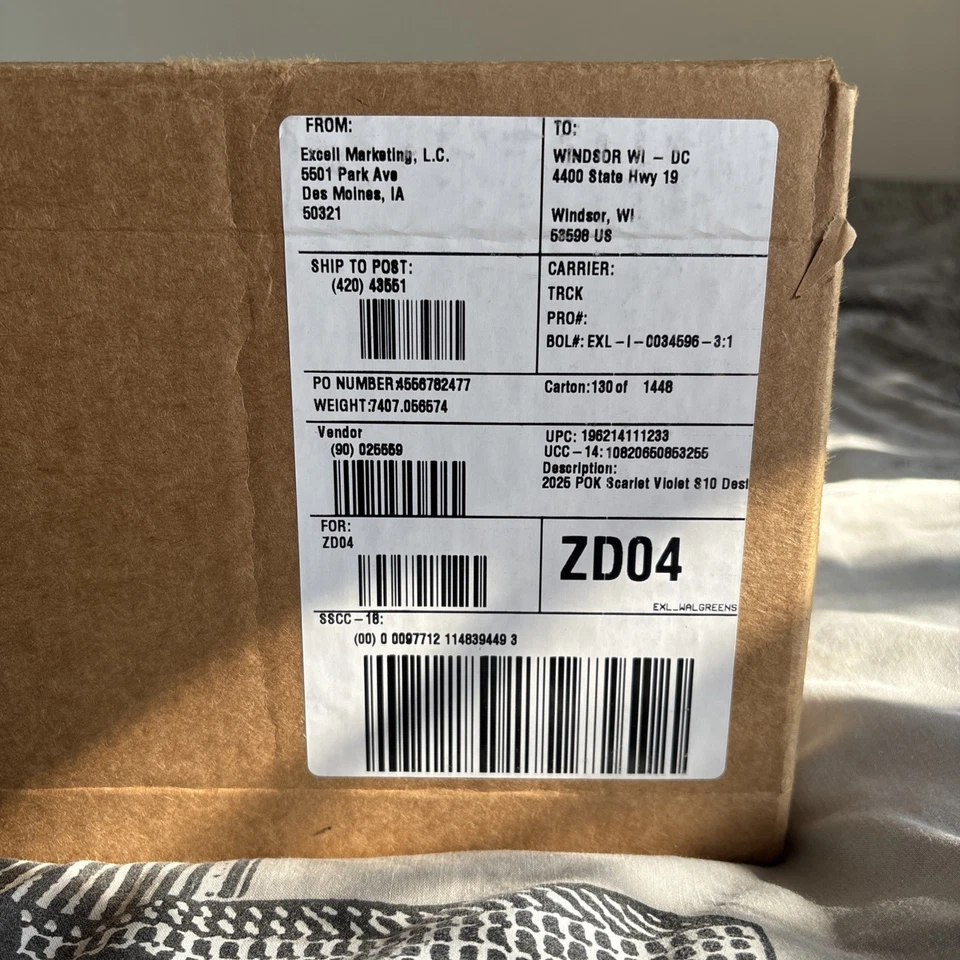 FROM:
Excell Marketing, L.C.
5501 Park Ave
Des Moines, IA
50321
TO:
WINDSOR WI - DC
4400 State Hwy 19
Windsor, WI
53598 US
SHIP TO POST:
(420) 43551
CARRIER:
TRCK
PRO#:
BOL#: EXL-I-0034596-3:1
PO NUMBER:4556782477
WEIGHT:7407.056574
Carton:130 of 1448
Vendor
(90) 025559
UPC: 196214111233
UCC-14: 10820650853255
Description:
2025 POK Scarlet Violet S10 Dest
FOR:
ZD04
ZD04
EXL_WALGREENS
SSCC-18:
(00) 0 0097712 114839449 3